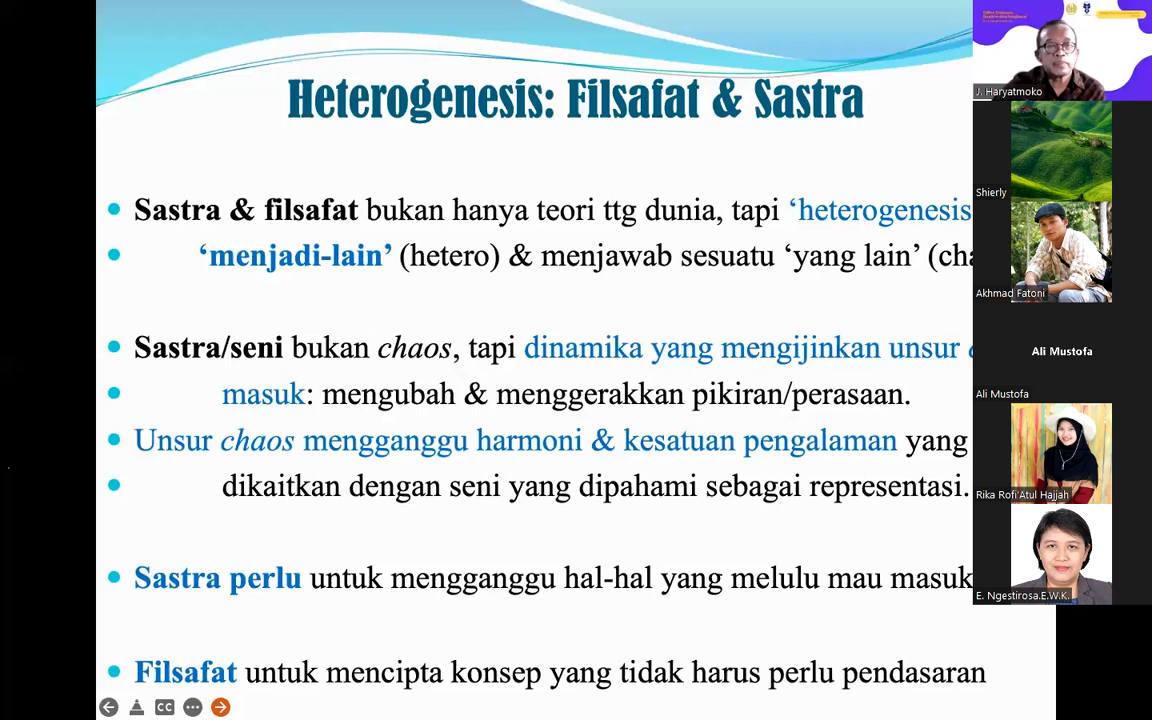 Heterogenesis: Filsafat & Sastra
Sastra & filsafat bukan hanya teori ttg dunia, tapi ‘heterogenesis
‘menjadi-lain’ (hetero) & menjawab sesuatu ‘yang lain’ (cha
Sastra/seni bukan chaos, tapi dinamika yang mengijinkan unsur
masuk: mengubah & menggerakkan pikiran/perasaan.
Unsur chaos mengganggu harmoni & kesatuan pengalaman yang
dikaitkan dengan seni yang dipahami sebagai representasi.
Sastra perlu untuk mengganggu hal-hal yang melulu mau masuk
Filsafat untuk mencipta konsep yang tidak harus perlu pendasaran
CC
J. Haryatmoko
Shierly
Akhmad Fatoni
Ali Mustofa
Ali Mustofa
Rika Rofi'Atul Hajjah
E. Ngestirosa.E.W.K.